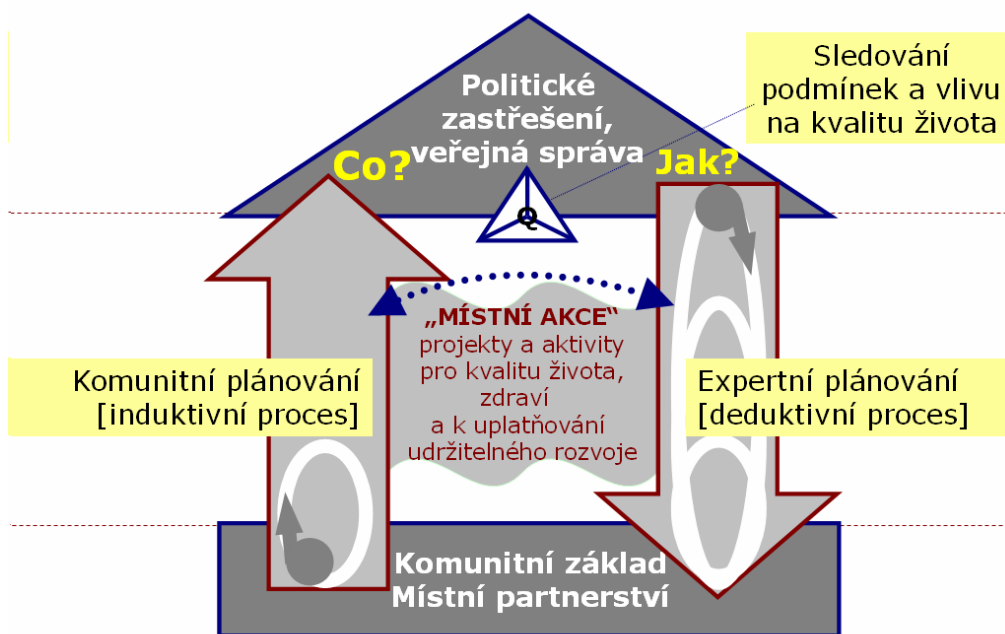 Politické
zastřešení,
veřejná správa
Sledování
podmínek a vlivu
na kvalitu života
Co?
Jak?
Q
„MÍSTNÍ AKCE“
projekty a aktivity
pro kvalitu života,
zdraví
a k uplatňování
udržitelného rozvoje
Komunitní plánování
[induktivní proces]
Expertní plánování
[deduktivní proces]
Komunitní základ
Místní partnerství